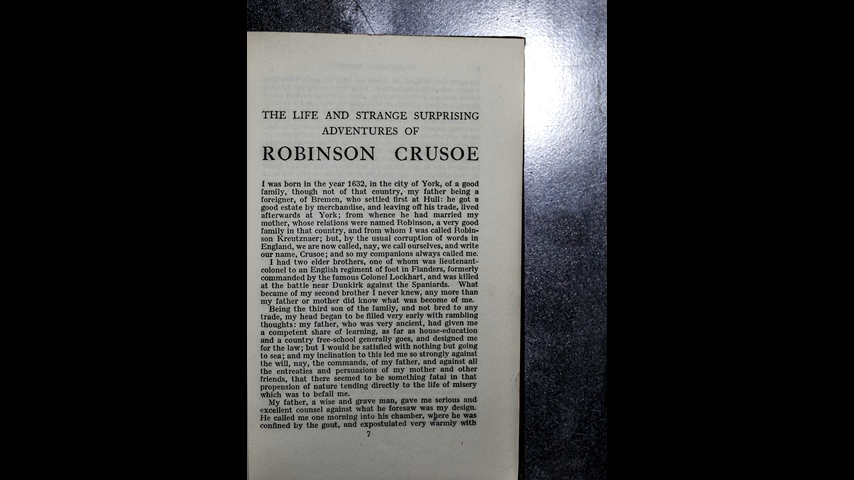 THE LIFE AND STRANGE SURPRISING
ADVENTURES OF
ROBINSON CRUSOE
I was born in the year 1632, in the city of York, of a good
family, though not of that country, my father being a
foreigner, of Bremen, who settled first at Hull: he got a
good estate by merchandise, and leaving off his trade, lived
afterwards at York; from whence he had married my
mother, whose relations were named Robinson, a very good
family in that country, and from whom I was called Robin-
son Kreutznaer; but, by the usual corruption of words in
England, we are now called, nay, we call ourselves, and write
our name, Crusoe; and so my companions always called me.
I had two elder brothers, one of whom was lieutenant-
colonel to an English regiment of foot in Flanders, formerly
commanded by the famous Colonel Lockhart, and was killed
at the battle near Dunkirk against the Spaniards. What
became of my second brother I never knew, any more than
my father or mother did know what was become of me.
Being the third son of the family, and not bred to any
trade, my head began to be filled very early with rambling
thoughts: my father, who was very ancient, had given me
a competent share of learning, as far as house-education
and a country free-school generally goes, and designed me
for the law; but I would be satisfied with nothing but going
to sea; and my inclination to this led me so strongly against
the will, nay, the commands, of my father, and against all
the entreaties and persuasions of my mother and other
friends, that there seemed to be something fatal in that
propension of nature tending directly to the life of misery
which was to befall me.
My father, a wise and grave man, gave me serious and
excellent counsel against what he foresaw was my design.
He called me one morning into his chamber, where he was
confined by the gout, and expostulated very warmly with
7